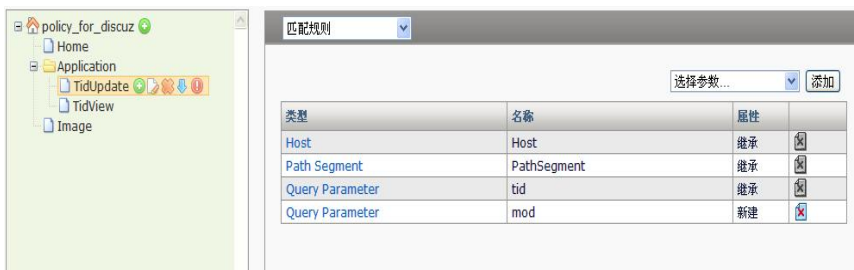 policy_for_discuz
Home
Application
TidUpdate
TidView
Image
匹配规则
选择参数... 添加
类型 名称 属性
Host Host 继承
Path Segment PathSegment 继承
Query Parameter tid 继承
Query Parameter mod 新建